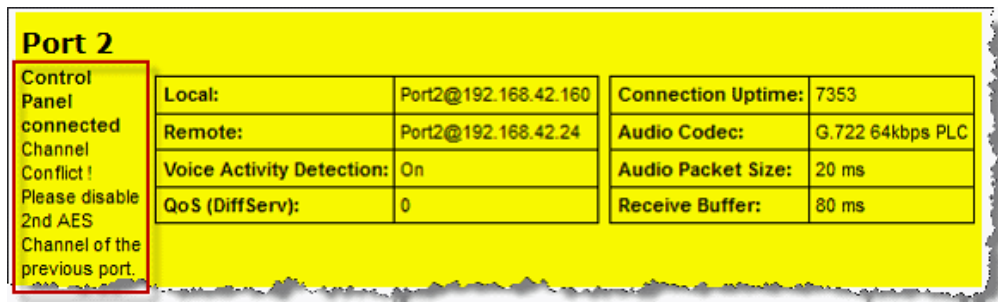 Port 2
Control
Panel
connected
Channel
Conflict !
Please disable
2nd AES
Channel of the
previous port.
Local: Port2@192.168.42.160
Remote: Port2@192.168.42.24
Voice Activity Detection: On
QoS (DiffServ): 0
Connection Uptime: 7353
Audio Codec: G.722 64kbps PLC
Audio Packet Size: 20 ms
Receive Buffer: 80 ms